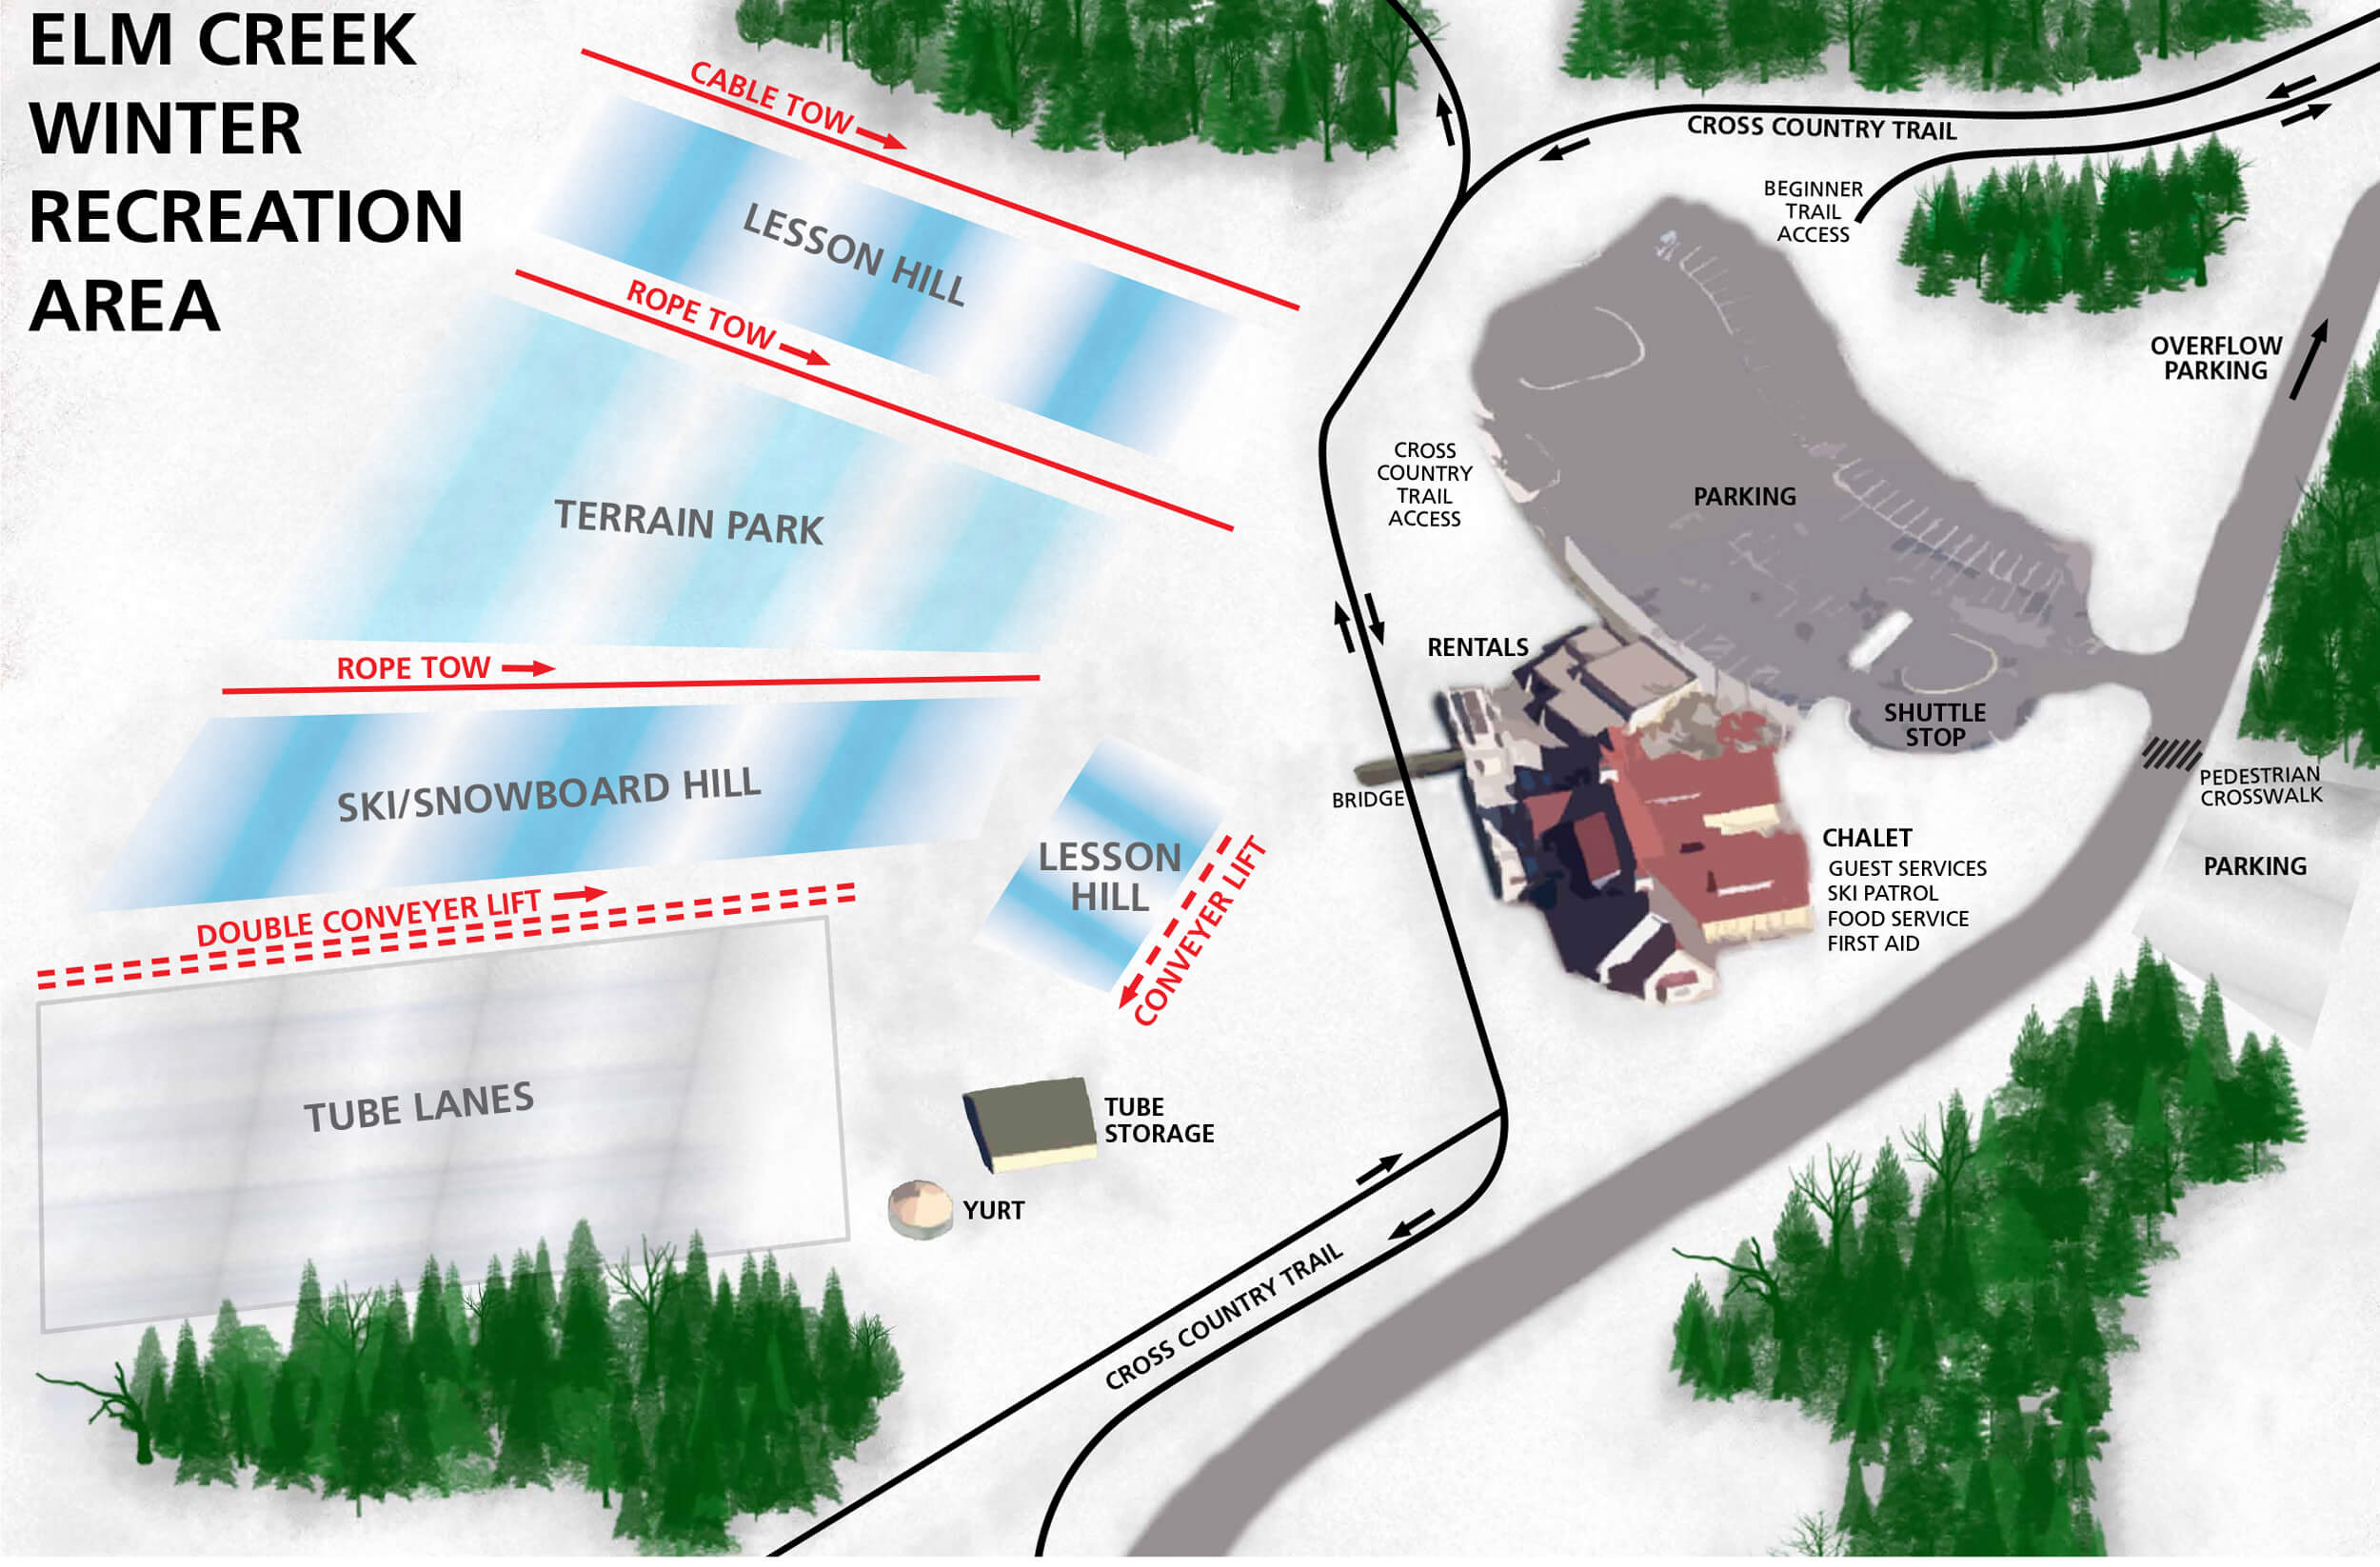 ELM CREEK
WINTER
RECREATION
AREA
CABLE TOW
LESSON HILL
ROPE TOW
TERRAIN PARK
ROPE TOW
SKI/SNOWBOARD HILL
DOUBLE CONVEYER LIFT
TUBE LANES
LESSON
HILL
CONVEYER LIFT
TUBE
STORAGE
YURT
CROSS COUNTRY TRAIL
CROSS COUNTRY TRAIL
BEGINNER
TRAIL
ACCESS
OVERFLOW
PARKING
CROSS
COUNTRY
TRAIL
ACCESS
PARKING
RENTALS
SHUTTLE
STOP
BRIDGE
PEDESTRIAN
CROSSWALK
PARKING
CHALET
GUEST SERVICES
SKI PATROL
FOOD SERVICE
FIRST AID